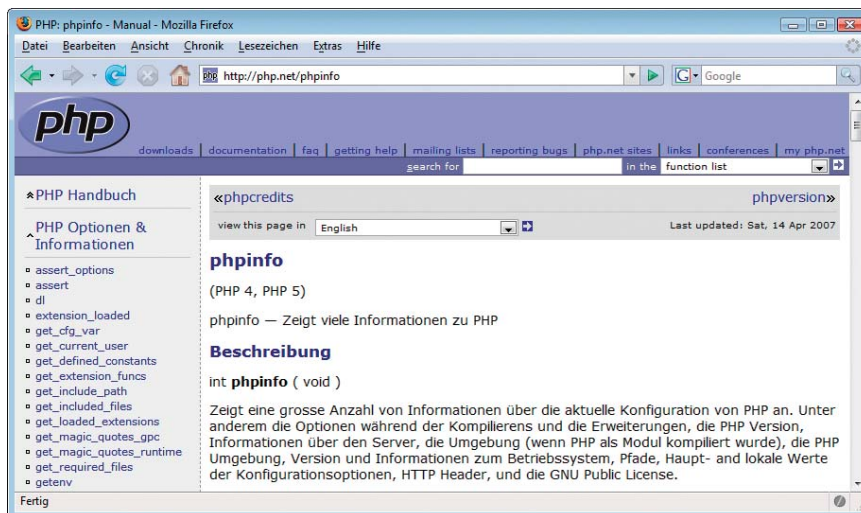 PHP: phpinfo - Manual - Mozilla Firefox
Datei Bearbeiten Ansicht Chronik Lesezeichen Extras Hilfe
php http://php.net/phpinfo G Google
php
downloads | documentation | faq | getting help | mailing lists | reporting bugs | php.net sites | links | conferences | my php.net
search for in the function list
PHP Handbuch
PHP Optionen & Informationen
assert_options
assert
dl
extension_loaded
get_cfg_var
get_current_user
get_defined_constants
get_extension_funcs
get_include_path
get_included_files
get_loaded_extensions
get_magic_quotes_gpc
get_magic_quotes_runtime
get_required_files
getenv
«phpcredits phpversion»
view this page in English Last updated: Sat, 14 Apr 2007
phpinfo
(PHP 4, PHP 5)
phpinfo — Zeigt viele Informationen zu PHP
Beschreibung
int phpinfo ( void )
Zeigt eine grosse Anzahl von Informationen über die aktuelle Konfiguration von PHP an. Unter
anderem die Optionen während der Kompilierens und die Erweiterungen, die PHP Version,
Informationen über den Server, die Umgebung (wenn PHP als Modul kompiliert wurde), die PHP
Umgebung, Version und Informationen zum Betriebssystem, Pfade, Haupt- and lokale Werte
der Konfigurationsoptionen, HTTP Header, und die GNU Public License.
Fertig